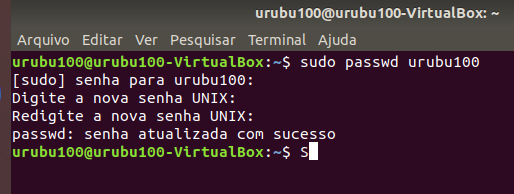 urubu100@urubu100-VirtualBox: ~
Arquivo Editar Ver Pesquisar Terminal Ajuda
urubu100@urubu100-VirtualBox:~$ sudo passwd urubu100
[sudo] senha para urubu100:
Digite a nova senha UNIX:
Redigite a nova senha UNIX:
passwd: senha atualizada com sucesso
urubu100@urubu100-VirtualBox:~$ S